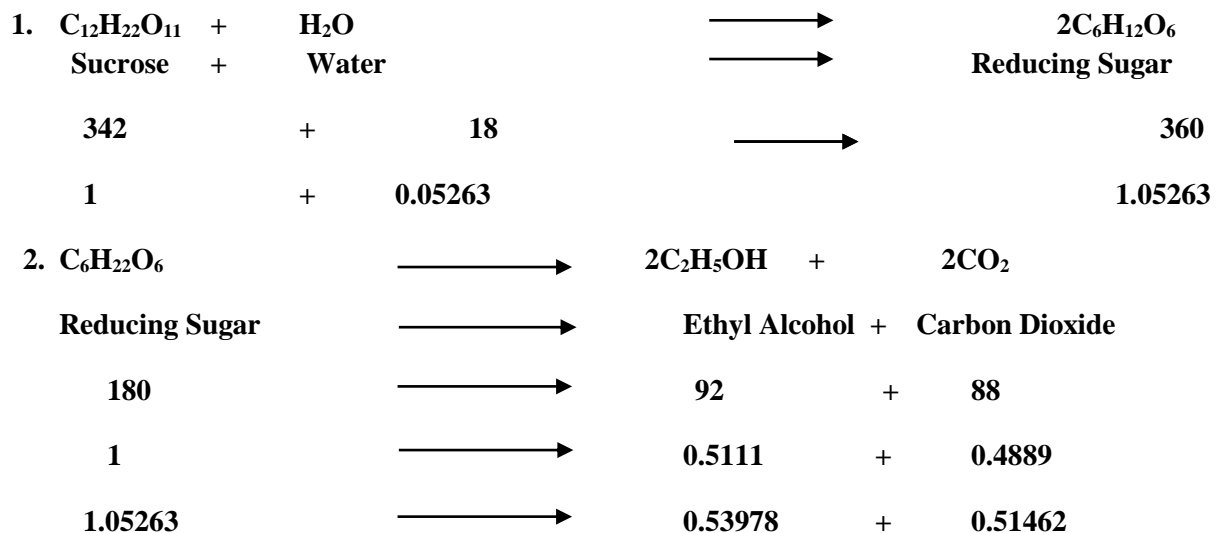 1. C₁₂H₂₂O₁₁ + H₂O 2C₆H₁₂O₆
Sucrose + Water Reducing Sugar
342 + 18 360
1 + 0.05263 1.05263
2. C₆H₂₂O₆ 2C₂H₅OH + 2CO₂
Reducing Sugar Ethyl Alcohol + Carbon Dioxide
180 92 + 88
1 0.5111 + 0.4889
1.05263 0.53978 + 0.51462